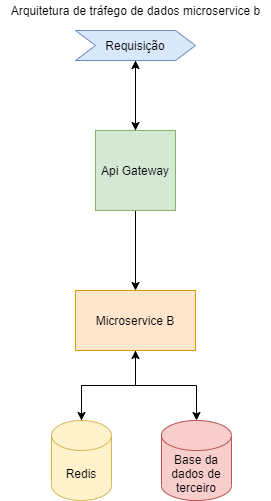 Arquitetura de tráfego de dados microservice b
Requisição
Api Gateway
Microservice B
Redis
Base da
dados de
terceiro